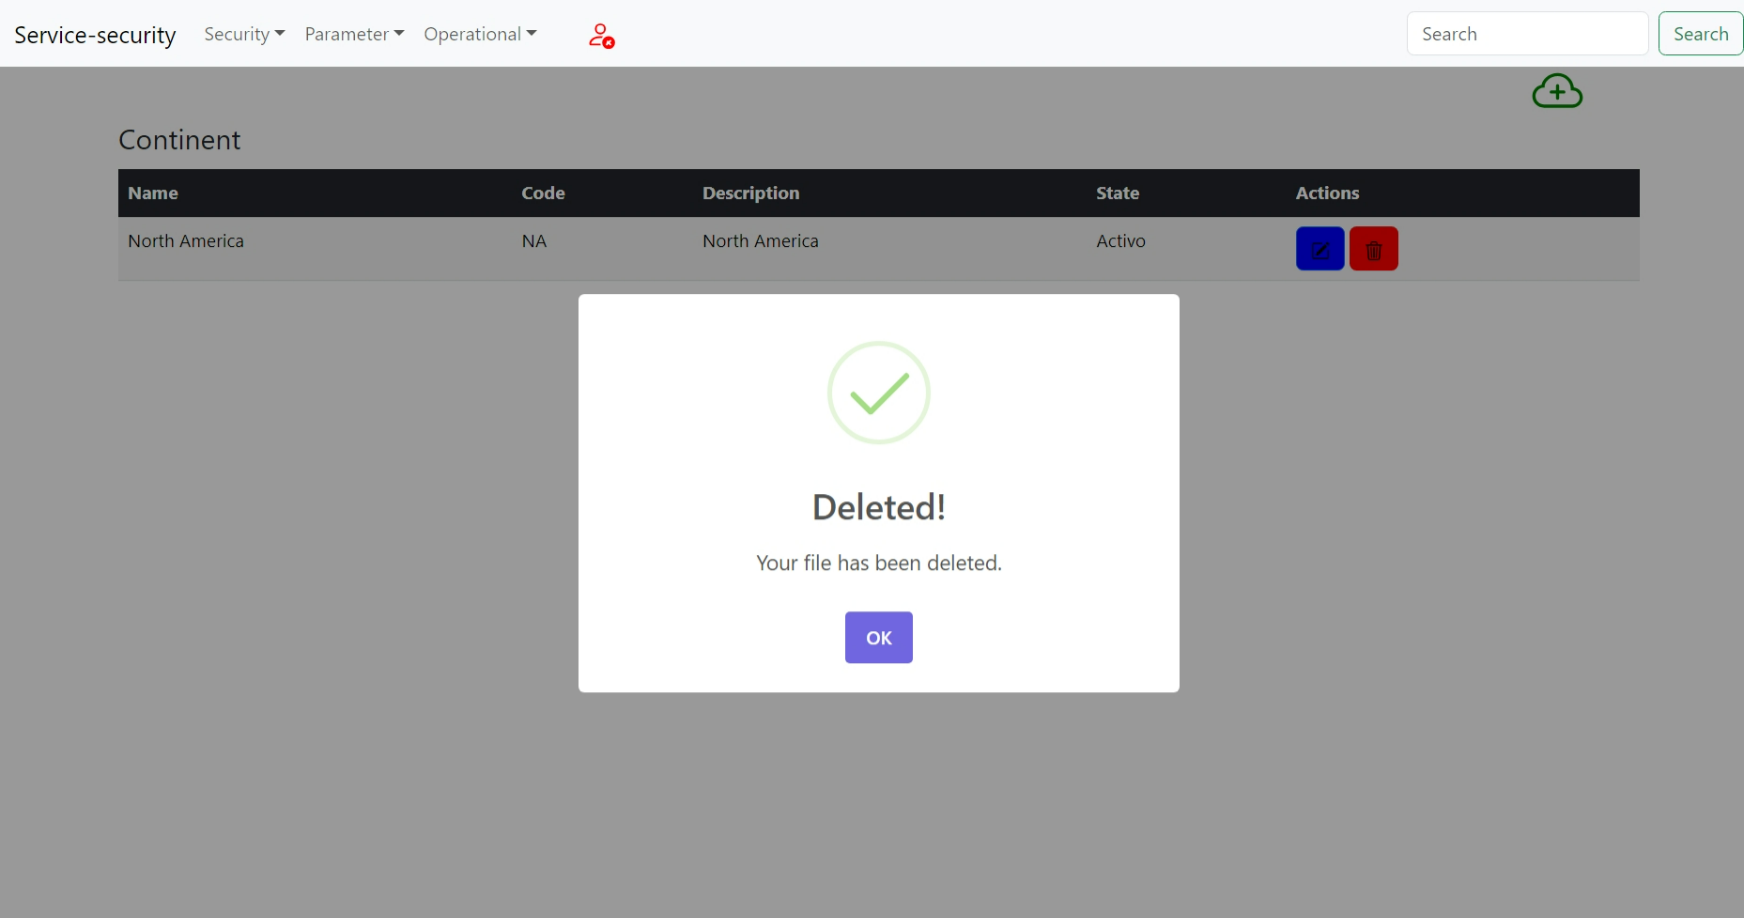 Service-security Security Parameter Operational Search Search
Continent
Name Code Description State Actions
North America NA North America Activo
Deleted!
Your file has been deleted.
OK